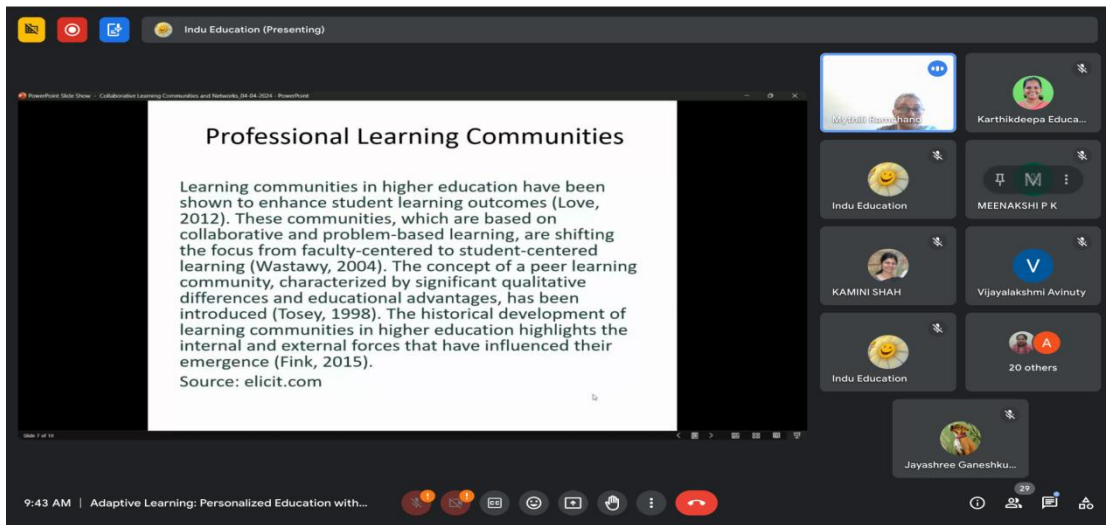 Indu Education (Presenting)
PowerPoint Slide Show - Collaborative Learning Communities and Networks_04-04-2024 - PowerPoint
Professional Learning Communities
Learning communities in higher education have been
shown to enhance student learning outcomes (Love,
2012). These communities, which are based on
collaborative and problem-based learning, are shifting
the focus from faculty-centered to student-centered
learning (Wastawy, 2004). The concept of a peer learning
community, characterized by significant qualitative
differences and educational advantages, has been
introduced (Tosey, 1998). The historical development of
learning communities in higher education highlights the
internal and external forces that have influenced their
emergence (Fink, 2015).
Source: elicit.com
Mythili Ramchand
Karthikdeepa Educa...
Indu Education
M
MEENAKSHI P K
KAMINI SHAH
V
Vijayalakshmi Avinuty
Indu Education
A
20 others
Jayashree Ganeshku...
9:43 AM | Adaptive Learning: Personalized Education with...
CC
29